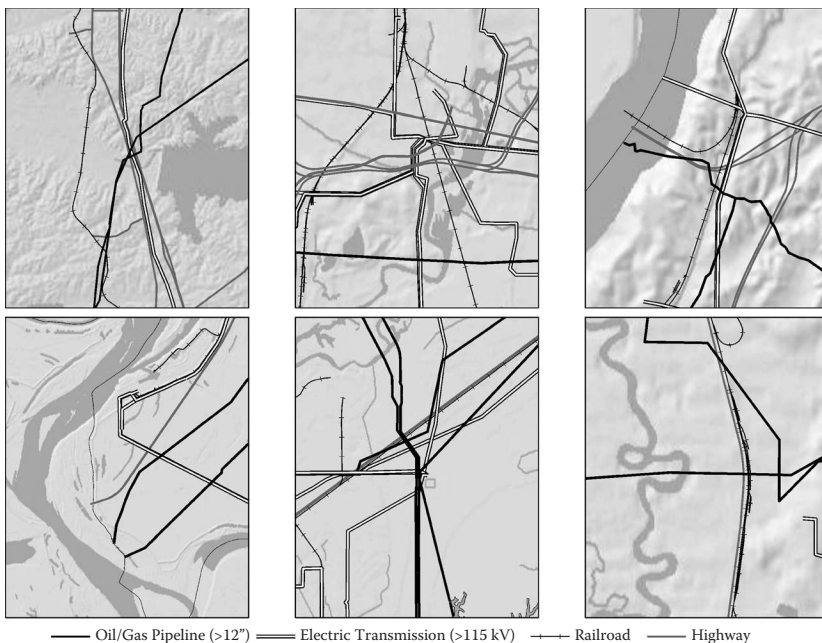 Oil/Gas Pipeline (>12”) Electric Transmission (>115 kV) Railroad Highway